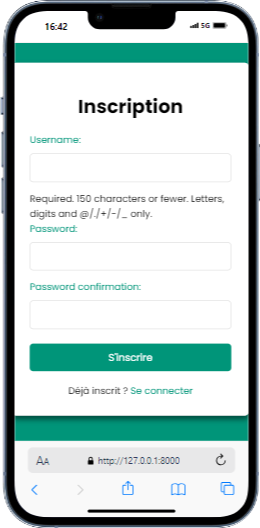 16:42
5G
Inscription
Username:
Required. 150 characters or fewer. Letters,
digits and @/./+/-/_ only.
Password:
Password confirmation:
S'inscrire
Déjà inscrit ? Se connecter
AA
http://127.0.0.1:8000